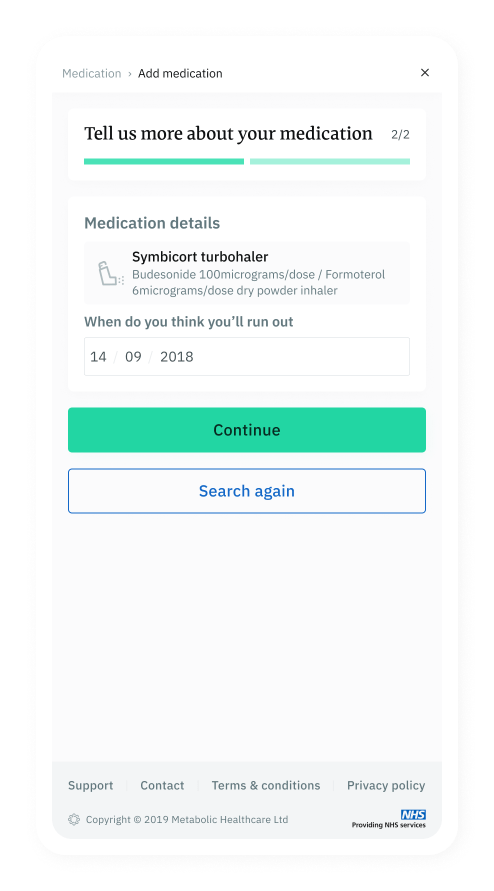 Medication › Add medication ×
Tell us more about your medication 2/2
Medication details
Symbicort turbohaler
Budesonide 100micrograms/dose / Formoterol
6micrograms/dose dry powder inhaler
When do you think you’ll run out
14 / 09 / 2018
Continue
Search again
Support Contact Terms & conditions Privacy policy
Copyright © 2019 Metabolic Healthcare Ltd
NHS
Providing NHS services